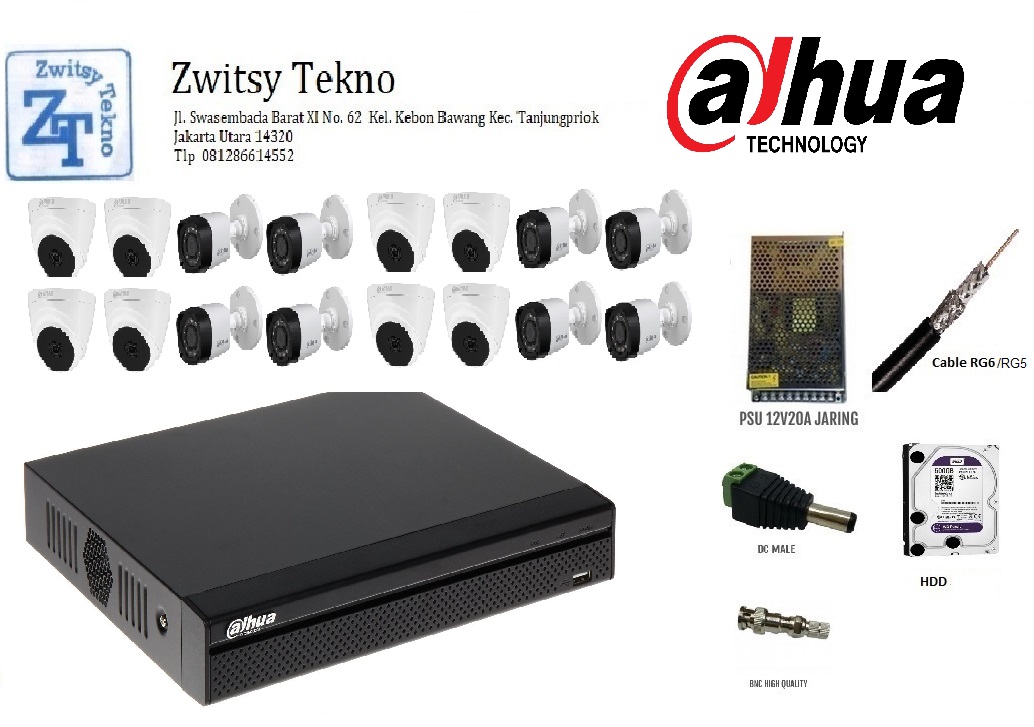 Zwitsy Tekno
ZT
Zwitsy Tekno
Jl. Swasembada Barat XI No. 62 Kel. Kebon Bawang Kec. Tanjungpriok
Jakarta Utara 14320
Tlp 081286614552
alhua
TECHNOLOGY
Cable RG6/RG5
PSU 12V20A JARING
DC MALE
500GB
HDD
alhua
BNC HIGH QUALITY